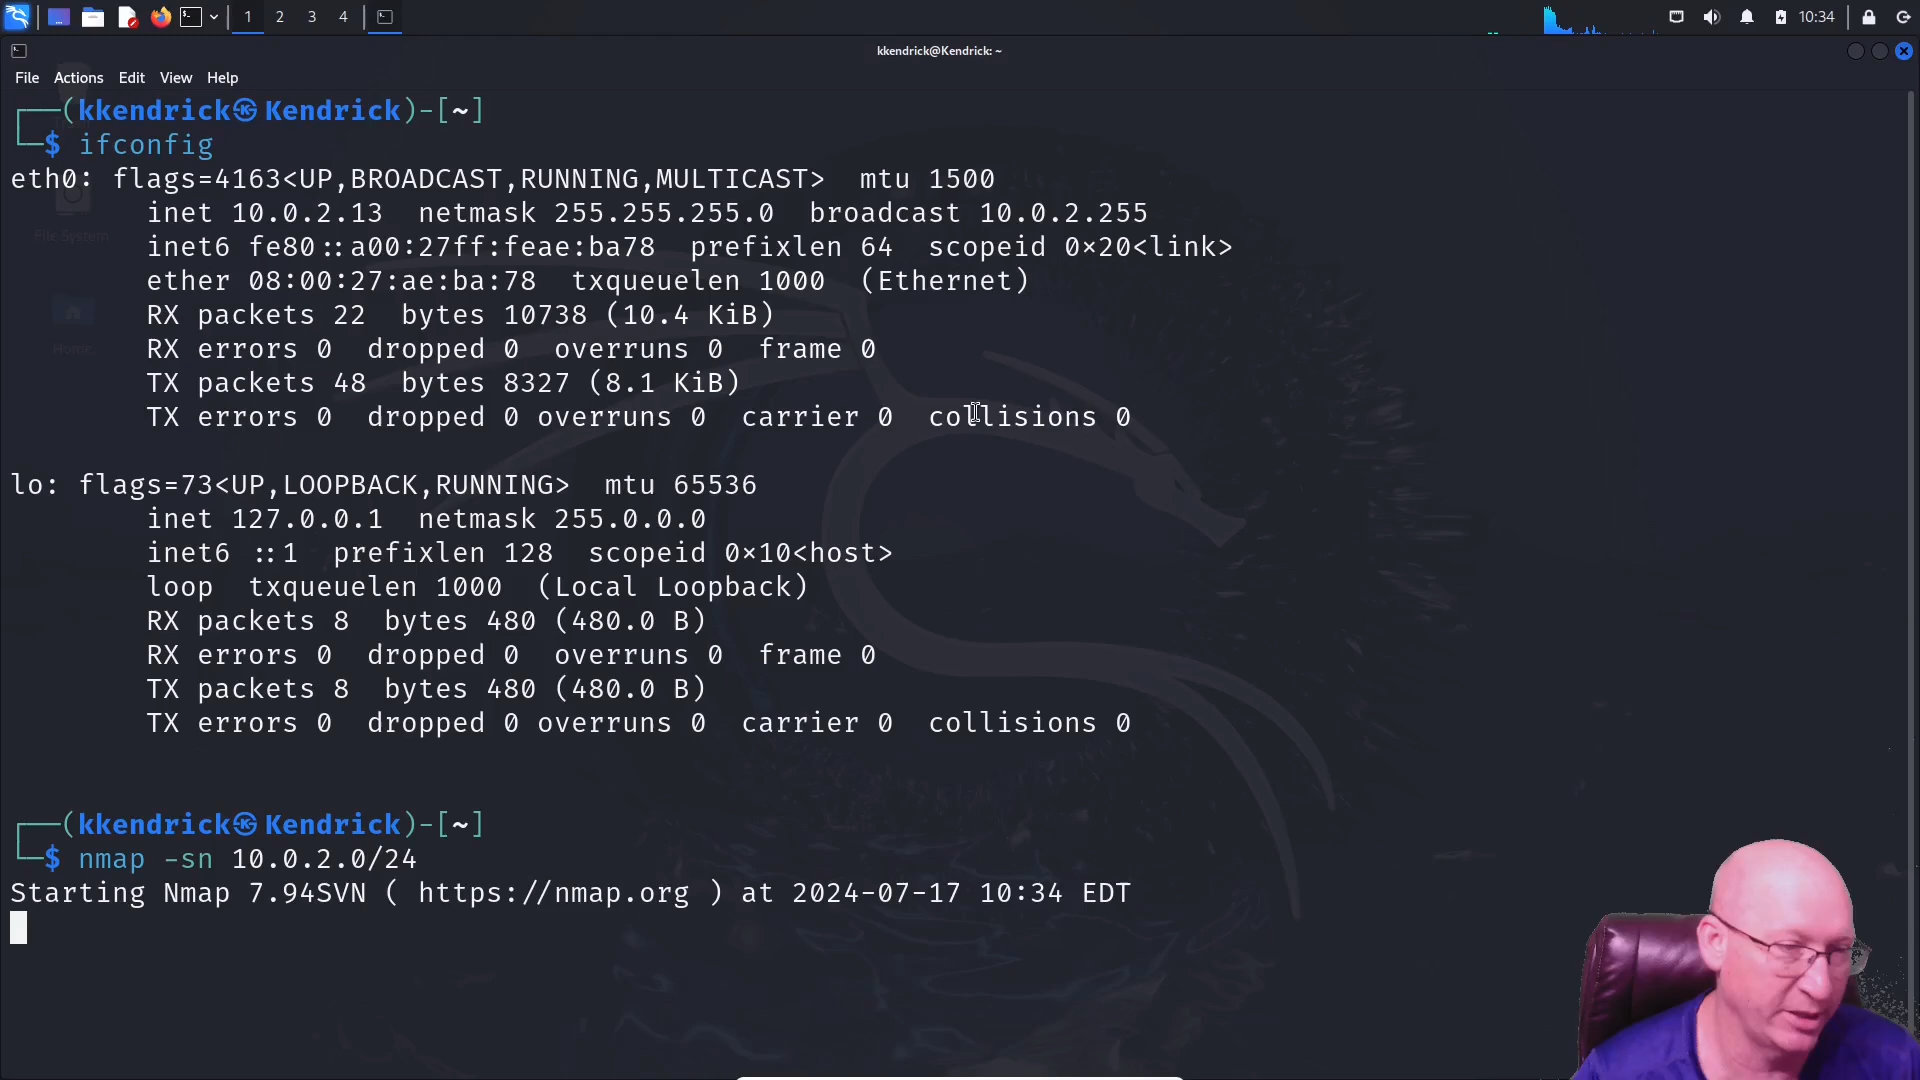 1 2 3 4 10:34
kkendrick@Kendrick: ~
File Actions Edit View Help
┌──(kkendrick㉿Kendrick)-[~]
└─$ ifconfig
eth0: flags=4163<UP,BROADCAST,RUNNING,MULTICAST>  mtu 1500
inet 10.0.2.13  netmask 255.255.255.0  broadcast 10.0.2.255
inet6 fe80::a00:27ff:feae:ba78  prefixlen 64  scopeid 0×20<link>
ether 08:00:27:ae:ba:78  txqueuelen 1000  (Ethernet)
RX packets 22  bytes 10738 (10.4 KiB)
RX errors 0  dropped 0  overruns 0  frame 0
TX packets 48  bytes 8327 (8.1 KiB)
TX errors 0  dropped 0 overruns 0  carrier 0  collisions 0
lo: flags=73<UP,LOOPBACK,RUNNING>  mtu 65536
inet 127.0.0.1  netmask 255.0.0.0
inet6 ::1  prefixlen 128  scopeid 0×10<host>
loop  txqueuelen 1000  (Local Loopback)
RX packets 8  bytes 480 (480.0 B)
RX errors 0  dropped 0  overruns 0  frame 0
TX packets 8  bytes 480 (480.0 B)
TX errors 0  dropped 0 overruns 0  carrier 0  collisions 0
┌──(kkendrick㉿Kendrick)-[~]
└─$ nmap -sn 10.0.2.0/24
Starting Nmap 7.94SVN ( https://nmap.org ) at 2024-07-17 10:34 EDT
File System
Home